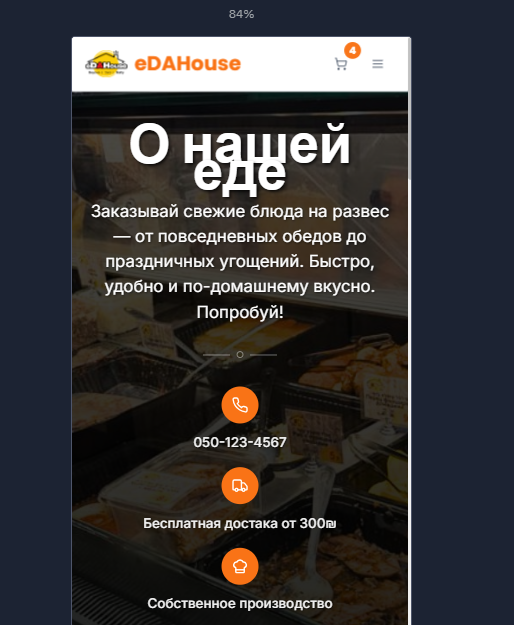 84%
eDAHouse
eDAHouse
4
О нашей
еде
Заказывай свежие блюда на развес
— от повседневных обедов до
праздничных угощений. Быстро,
удобно и по-домашнему вкусно.
Попробуй!
050-123-4567
Бесплатная достака от 300₪
Собственное производство